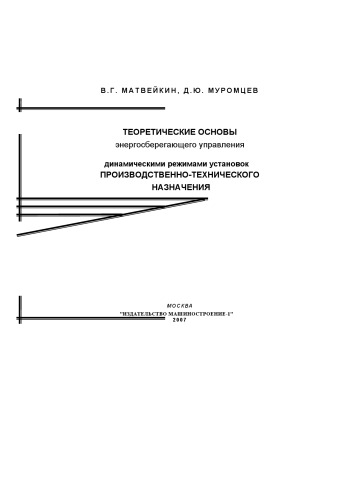 В.Г. МАТВЕЙКИН, Д.Ю. МУРОМЦЕВ
ТЕОРЕТИЧЕСКИЕ ОСНОВЫ
энергосберегающего управления
динамическими режимами установок
ПРОИЗВОДСТВЕННО-ТЕХНИЧЕСКОГО
НАЗНАЧЕНИЯ
МОСКВА
"ИЗДАТЕЛЬСТВО МАШИНОСТРОЕНИЕ-1"
2007